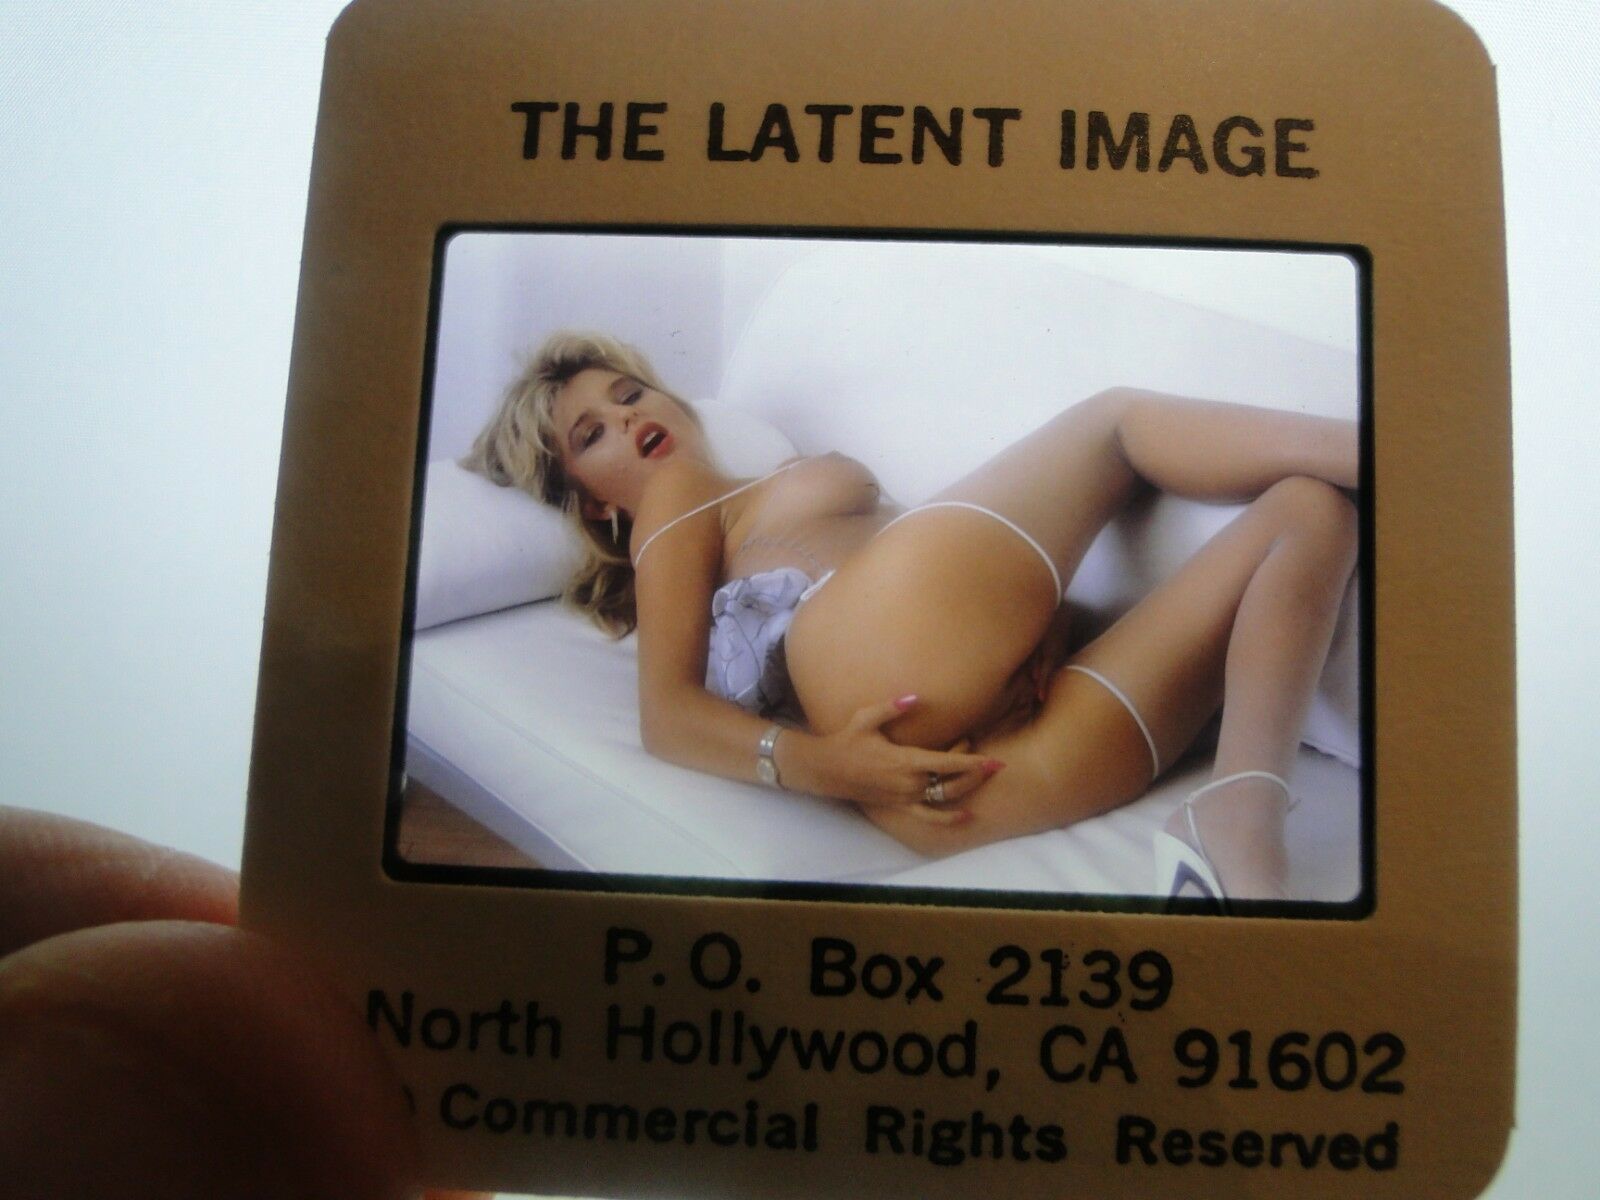 THE LATENT IMAGE
P. O. Box 2139
North Hollywood, CA 91602
Commercial Rights Reserved